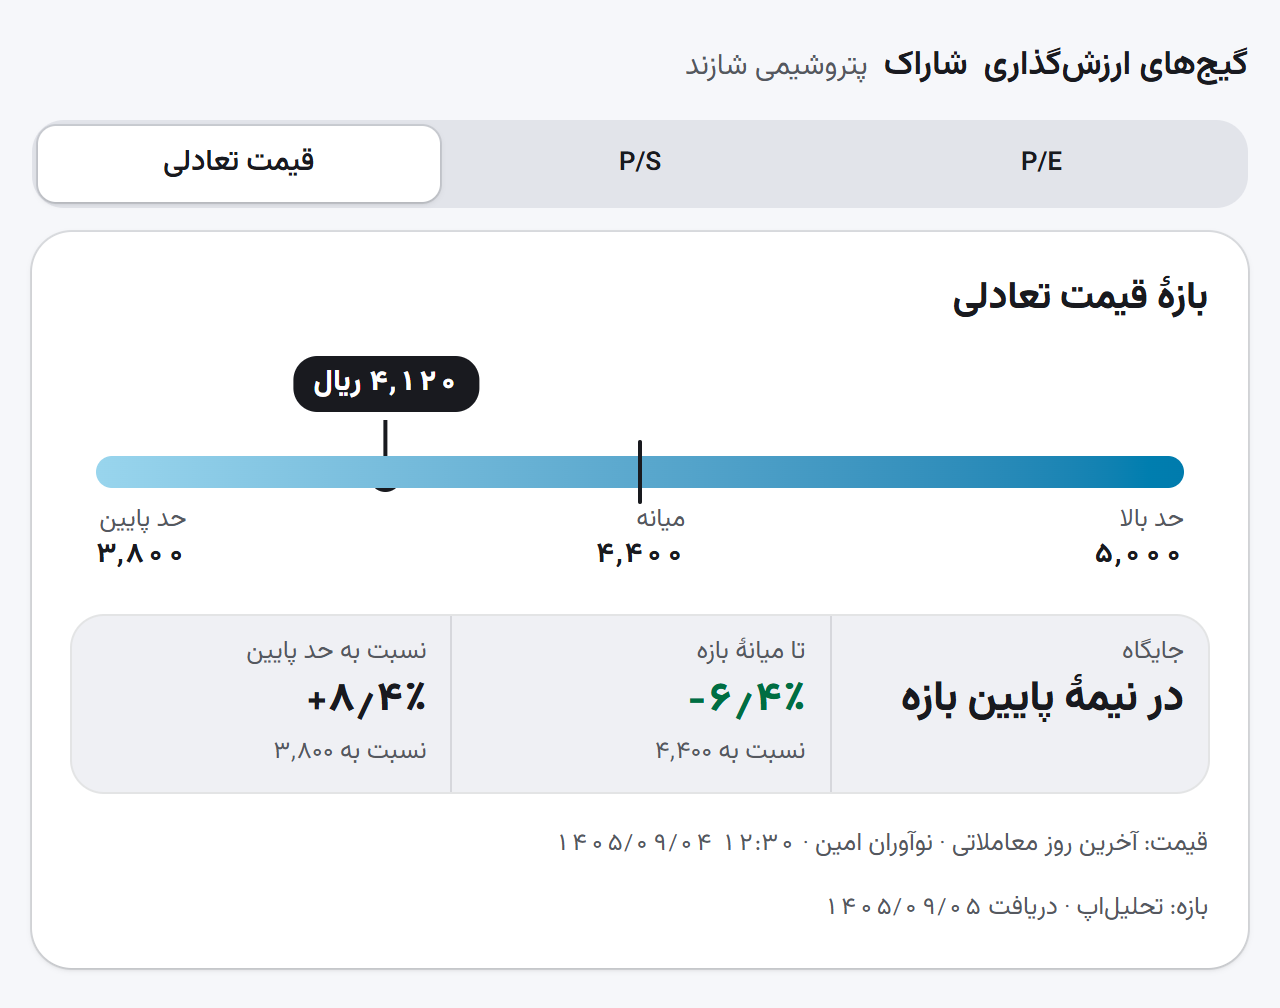 گیج‌های ارزش‌گذاری شاراک پتروشیمی شازند
P/E
P/S
قیمت تعادلی
بازهٔ قیمت تعادلی
۴,۱۲۰ ریال
حد بالا
۵,۰۰۰
میانه
۴,۴۰۰
حد پایین
۳,۸۰۰
جایگاه
در نیمهٔ پایین بازه
تا میانهٔ بازه
-۶٫۴٪
نسبت به ۴,۴۰۰
نسبت به حد پایین
+۸٫۴٪
نسبت به ۳,۸۰۰
قیمت: آخرین روز معاملاتی · نوآوران امین · ۱۴۰۵/۰۹/۰۴ ۱۲:۳۰
بازه: تحلیل‌اپ · دریافت ۱۴۰۵/۰۹/۰۵